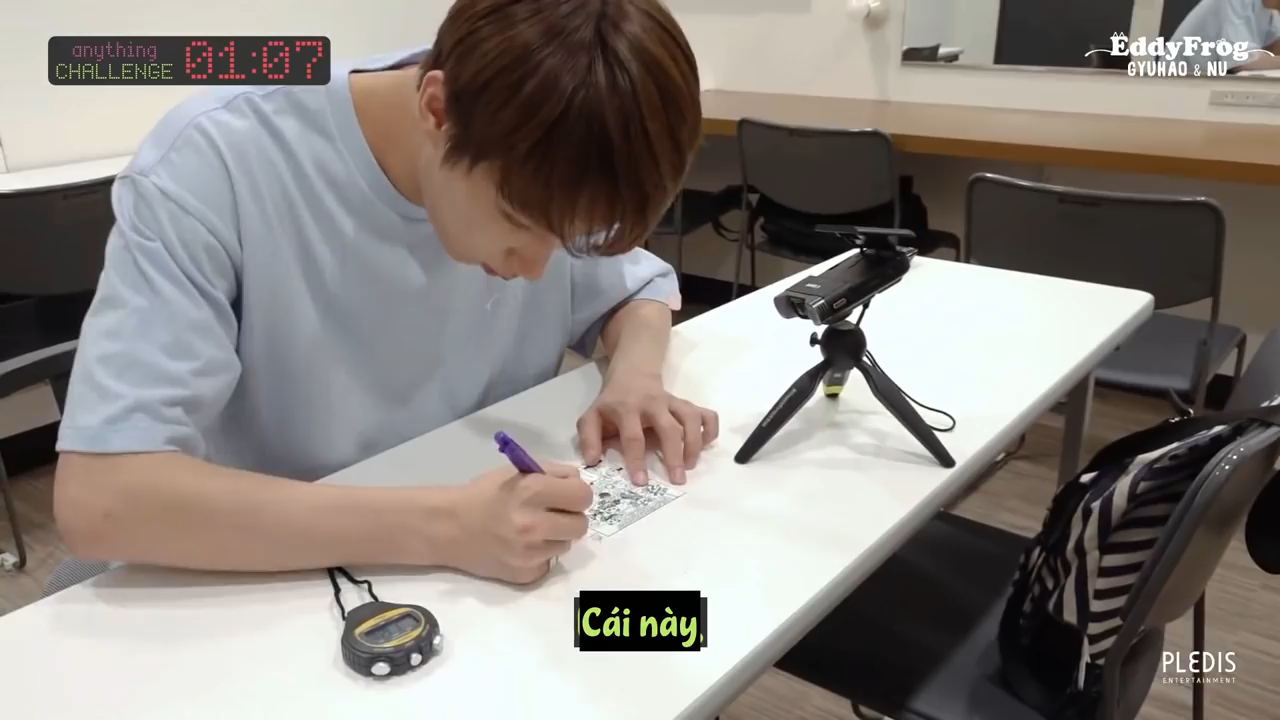 anything
CHALLENGE 01:07
EddyFrog
GYUHAO & NU
Cái này,
PLEDIS
ENTERTAINMENT